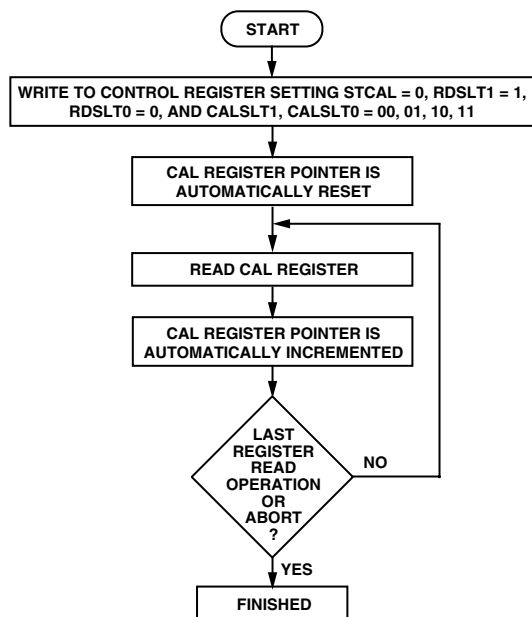 START
WRITE TO CONTROL REGISTER SETTING STCAL = 0, RDSLT1 = 1,
RDSLT0 = 0, AND CALSLT1, CALSLT0 = 00, 01, 10, 11
CAL REGISTER POINTER IS
AUTOMATICALLY RESET
READ CAL REGISTER
CAL REGISTER POINTER IS
AUTOMATICALLY INCREMENTED
LAST
REGISTER
READ
OPERATION
OR
ABORT
?
NO
YES
FINISHED